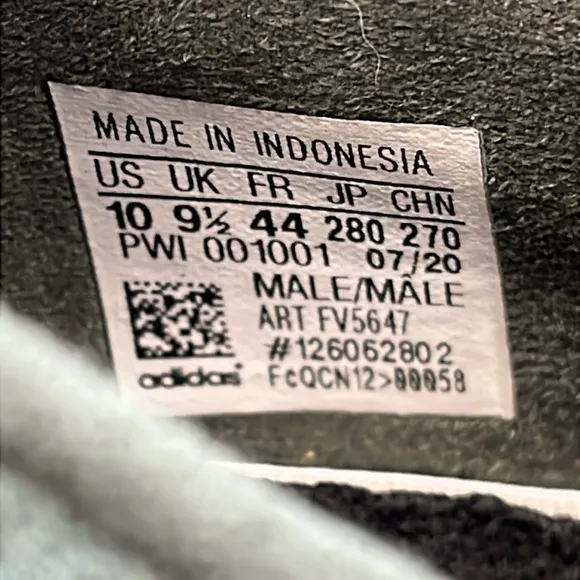 MADE IN INDONESIA
US UK FR JP CHN
10 9½ 44 280 270
PWI 001001 07/20
MALE/MÂLE
ART FV5647
#126062802
adidas FcQCN12>00058